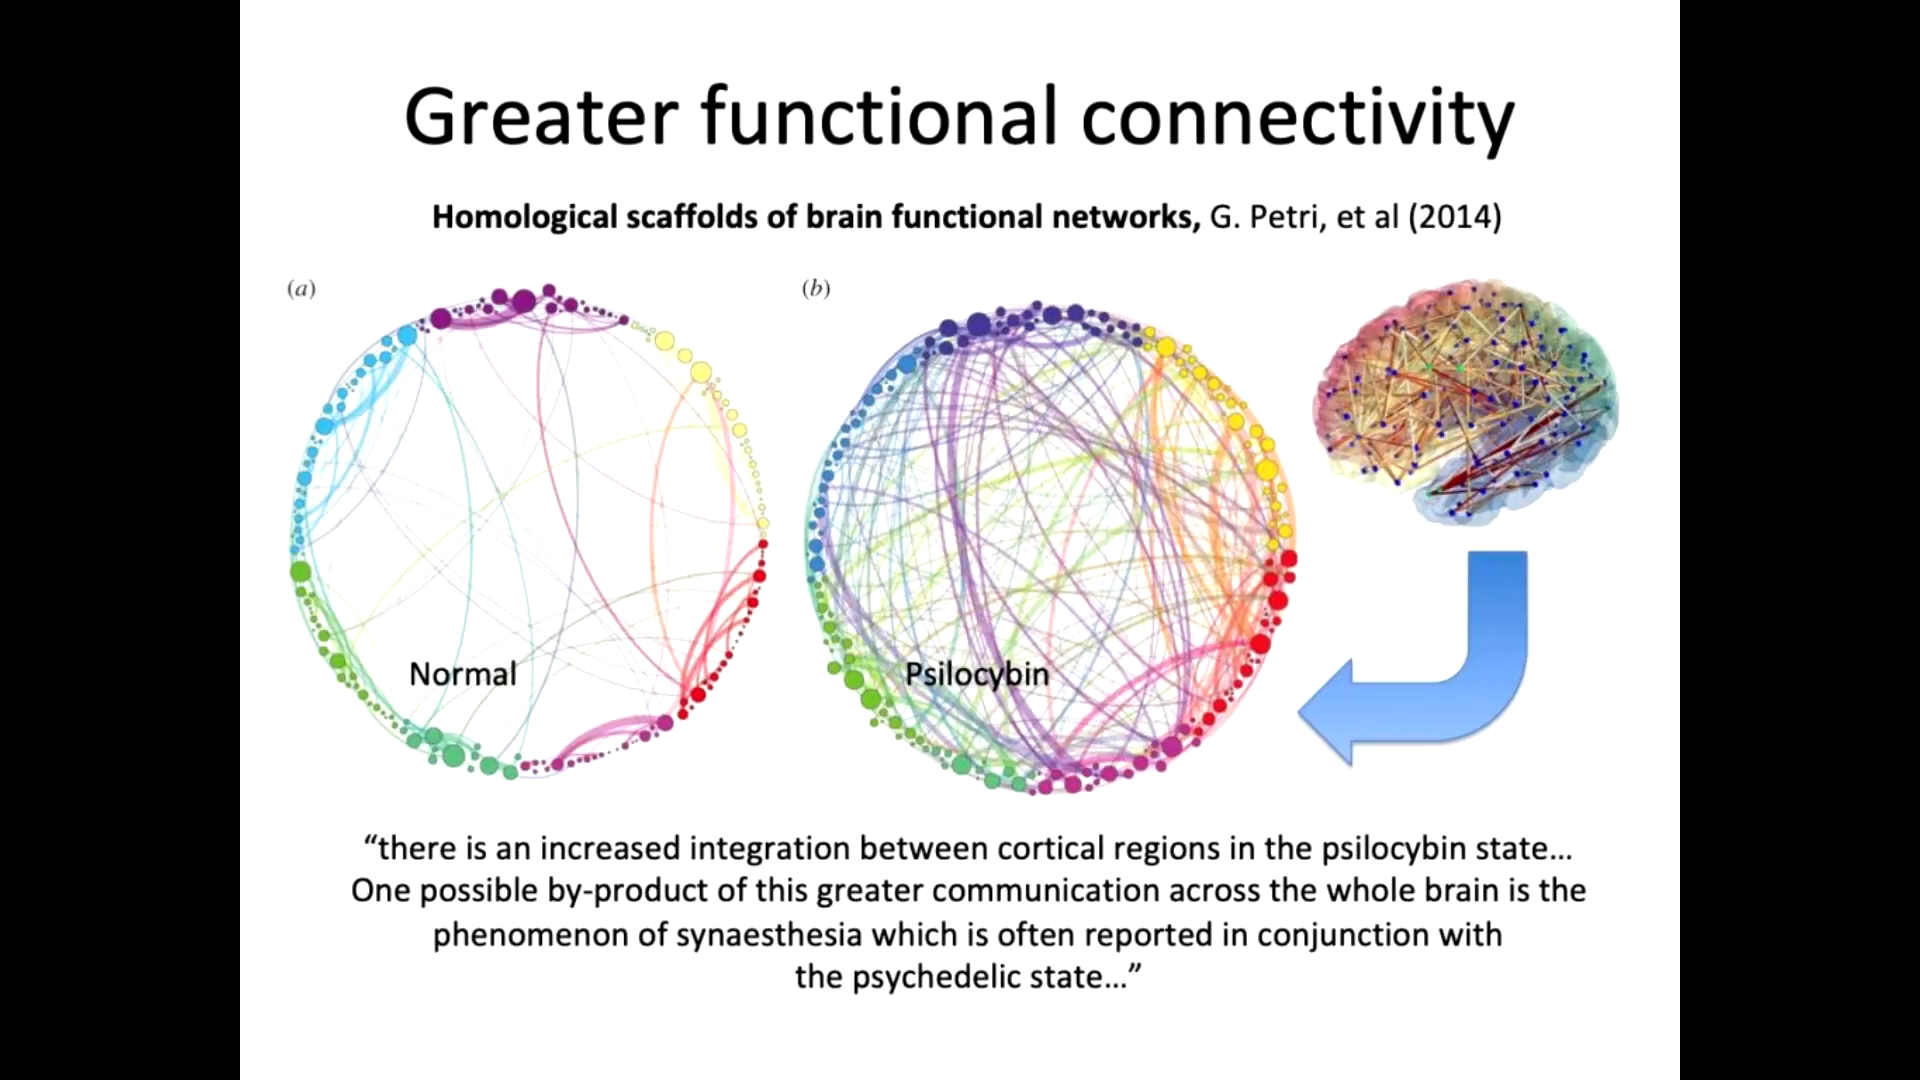 Greater functional connectivity
Homological scaffolds of brain functional networks, G. Petri, et al (2014)
(a)
(b)
Normal
Psilocybin
“there is an increased integration between cortical regions in the psilocybin state…
One possible by-product of this greater communication across the whole brain is the
phenomenon of synaesthesia which is often reported in conjunction with
the psychedelic state…”